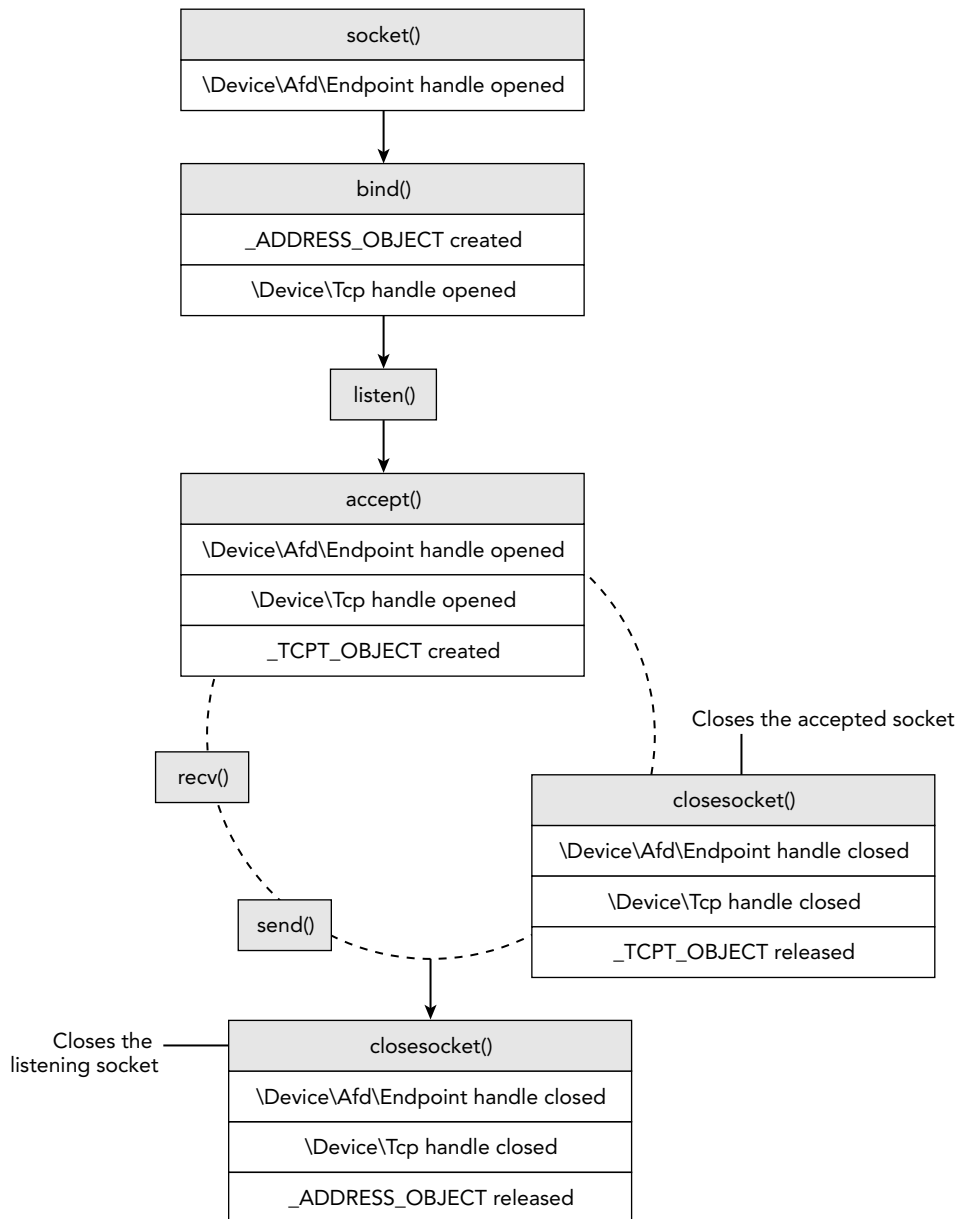 socket()
\Device\Afd\Endpoint handle opened
bind()
_ADDRESS_OBJECT created
\Device\Tcp handle opened
listen()
accept()
\Device\Afd\Endpoint handle opened
\Device\Tcp handle opened
_TCPT_OBJECT created
recv()
send()
Closes the accepted socket
closesocket()
\Device\Afd\Endpoint handle closed
\Device\Tcp handle closed
_TCPT_OBJECT released
Closes the
listening socket
closesocket()
\Device\Afd\Endpoint handle closed
\Device\Tcp handle closed
_ADDRESS_OBJECT released